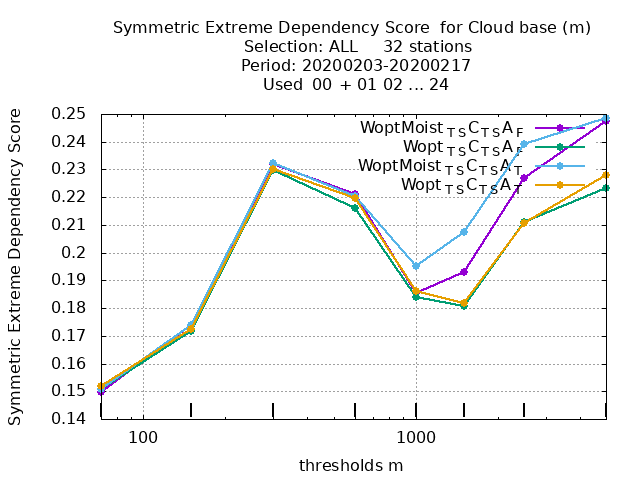 Symmetric Extreme Dependency Score for Cloud base (m)
Selection: ALL 32 stations
Period: 20200203-20200217
Used 00 + 01 02 ... 24
Symmetric Extreme Dependency Score
0.25
0.24
0.23
0.22
0.21
0.2
0.19
0.18
0.17
0.16
0.15
0.14
WoptMoist TS C TS A F
Wopt TS C TS A F
WoptMoist TS C TS A T
Wopt TS C TS A T
100
1000
thresholds m